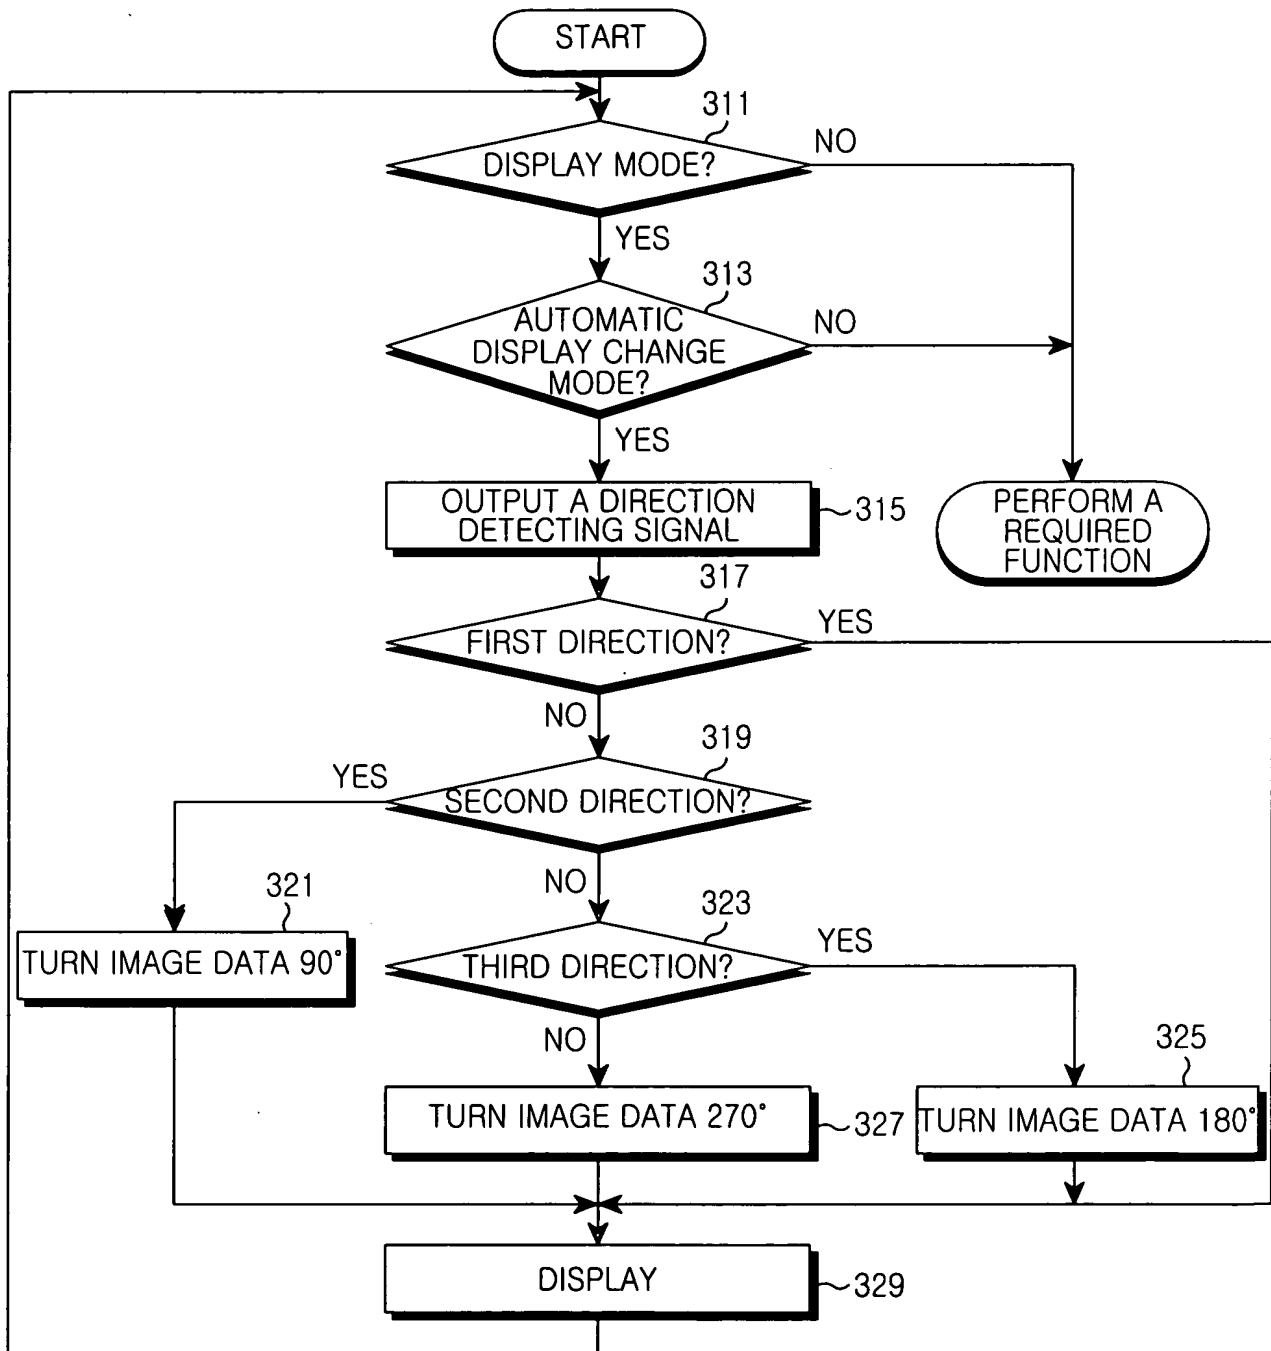 START
311
DISPLAY MODE?
NO
YES
313
AUTOMATIC
DISPLAY CHANGE
MODE?
NO
YES
OUTPUT A DIRECTION
DETECTING SIGNAL
315
PERFORM A
REQUIRED
FUNCTION
317
FIRST DIRECTION?
YES
NO
319
YES
SECOND DIRECTION?
NO
321
323
TURN IMAGE DATA 90°
THIRD DIRECTION?
YES
NO
325
TURN IMAGE DATA 270°
327
TURN IMAGE DATA 180°
DISPLAY
329